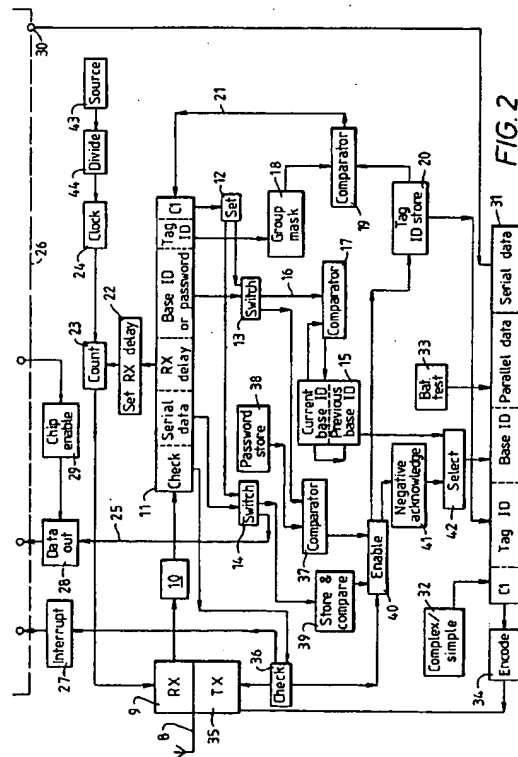 30
43
Source
44
Divide
26
24
Clock
23
Count
22
Set RX delay
29
Chip enable
28
Data out
25
27
Interrupt
21
12
Set
18
Group mask
19
Comparator
20
Tag ID store
11
Check
Serial data
RX delay
Base ID or password
Tag ID
C1
13
Switch
16
17
Comparator
14
Switch
38
Password store
15
Current base ID
Previous base ID
37
Comparator
39
Store & compare
40
Enable
41
Negative acknowledge
42
Select
33
Bat. test
32
Complex/ simple
10
9
RX
TX
8
35
36
Check
34
Encode
31
C1
Tag ID
Base ID
Parallel data
Serial data
FIG. 2